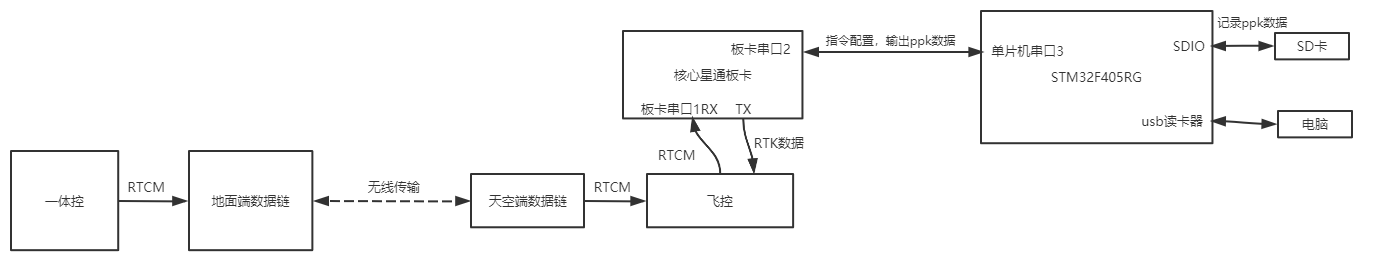 记录ppk数据
指令配置，输出ppk数据
板卡串口2
单片机串口3
SDIO
SD卡
核心星通板卡
STM32F405RG
板卡串口1RX
TX
usb读卡器
电脑
RTK数据
RTCM
RTCM
无线传输
RTCM
一体控
地面端数据链
天空端数据链
飞控